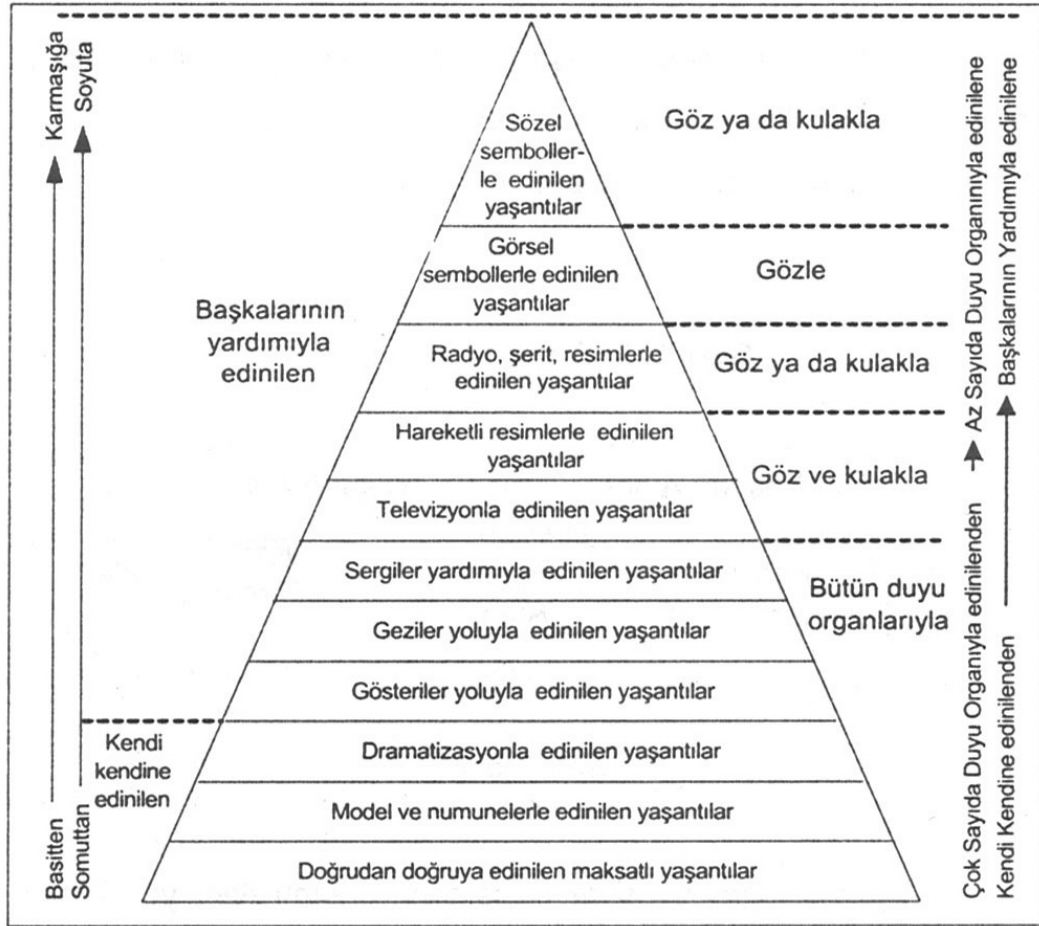 Karmaşığa
Soyuta
Basitten
Somuttan
Sözel
semboller-
le edinilen
yaşantılar
Göz ya da kulakla
Görsel
sembollerle edinilen
yaşantılar
Gözle
Başkalarının
yardımıyla
edinilen
Radyo, şerit, resimlerle
edinilen yaşantılar
Göz ya da kulakla
Hareketli resimlerle edinilen
yaşantılar
Göz ve kulakla
Televizyonla edinilen yaşantılar
Sergiler yardımıyla edinilen yaşantılar
Bütün duyu
organlarıyla
Geziler yoluyla edinilen yaşantılar
Gösteriler yoluyla edinilen yaşantılar
Kendi
kendine
edinilen
Dramatizasyonla edinilen yaşantılar
Model ve numunelerle edinilen yaşantılar
Doğrudan doğruya edinilen maksatlı yaşantılar
Çok Sayıda Duyu Organıyla edinilenden
Az Sayıda Duyu Organınıyla edinilene
Kendi Kendine edinilenden
Başkalarının Yardımıyla edinilene